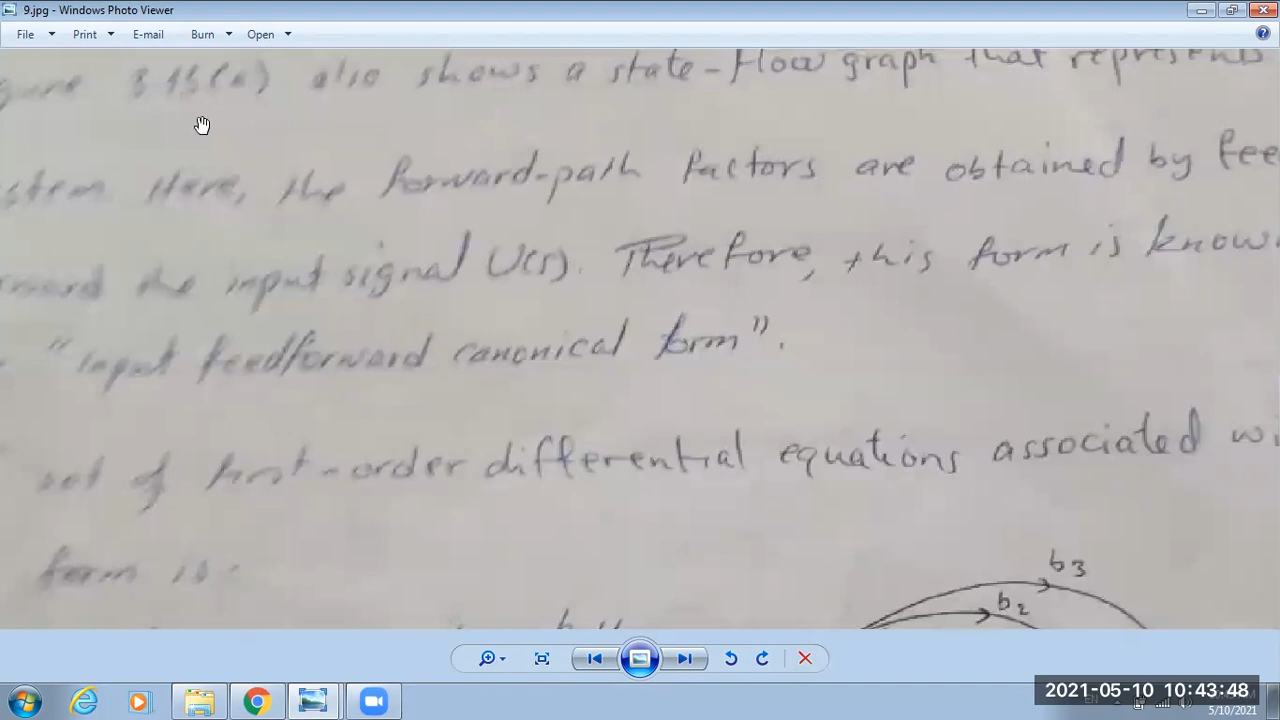 9.jpg - Windows Photo Viewer
File Print E-mail Burn Open
also shows a state-flow graph that represents
Here, the forward-path factors are obtained by fee
the input signal U(s). Therefore, this form is know
"input feedforward canonical form".
set of first-order differential equations associated wi
form is:
b3
b2
2021-05-10 10:43:48
5/10/2021